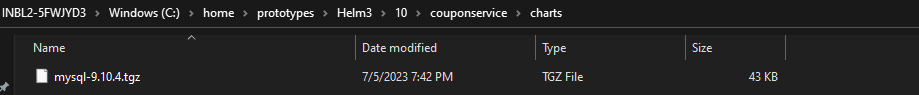 INBL2-5FWJYD3 > Windows (C:) > home > prototypes > Helm3 > 10 > couponservice > charts
Name Date modified Type Size
mysql-9.10.4.tgz 7/5/2023 7:42 PM TGZ File 43 KB